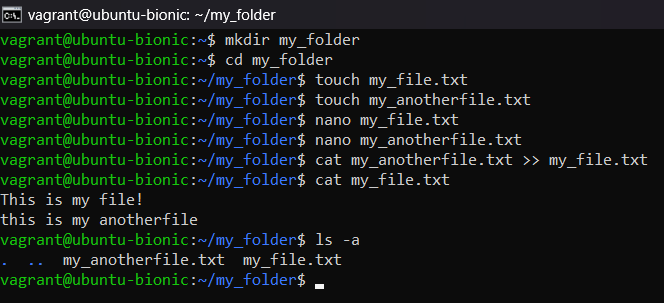 vagrant@ubuntu-bionic: ~/my_folder
vagrant@ubuntu-bionic:~$ mkdir my_folder
vagrant@ubuntu-bionic:~$ cd my_folder
vagrant@ubuntu-bionic:~/my_folder$ touch my_file.txt
vagrant@ubuntu-bionic:~/my_folder$ touch my_anotherfile.txt
vagrant@ubuntu-bionic:~/my_folder$ nano my_file.txt
vagrant@ubuntu-bionic:~/my_folder$ nano my_anotherfile.txt
vagrant@ubuntu-bionic:~/my_folder$ cat my_anotherfile.txt >> my_file.txt
vagrant@ubuntu-bionic:~/my_folder$ cat my_file.txt
This is my file!
this is my anotherfile
vagrant@ubuntu-bionic:~/my_folder$ ls -a
.  ..  my_anotherfile.txt  my_file.txt
vagrant@ubuntu-bionic:~/my_folder$